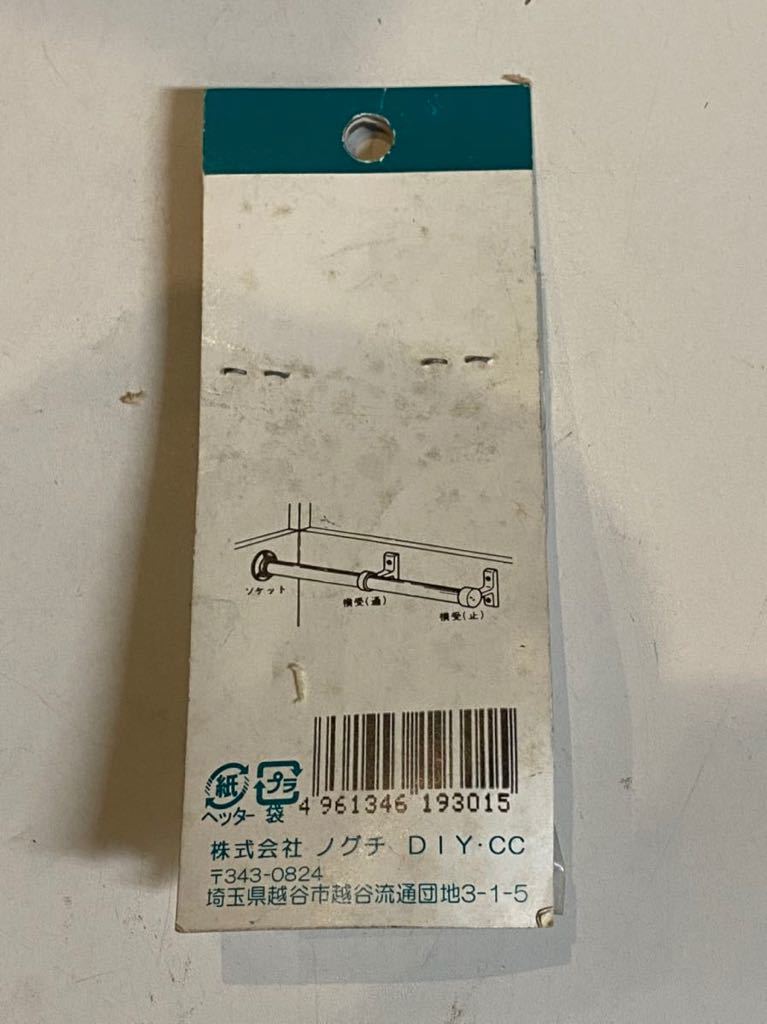 ソケット
横受(通)
横受(止)
紙 プラ
ヘッター 袋
4 961346 193015
株式会社 ノグチ DIY・CC
〒343-0824
埼玉県越谷市越谷流通団地3-1-5